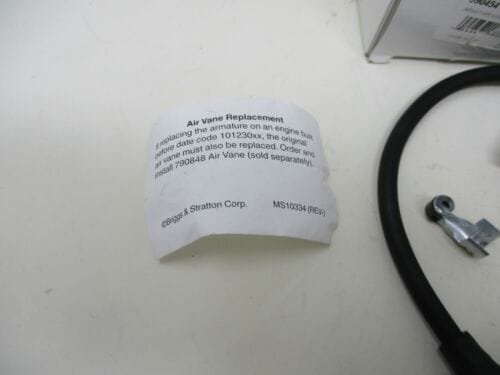 Air Vane Replacement
If replacing the armature on an engine built
before date code 101230xx, the original
air vane must also be replaced. Order and
install 790848 Air Vane (sold separately).
©Briggs & Stratton Corp. MS10334 (REV-)